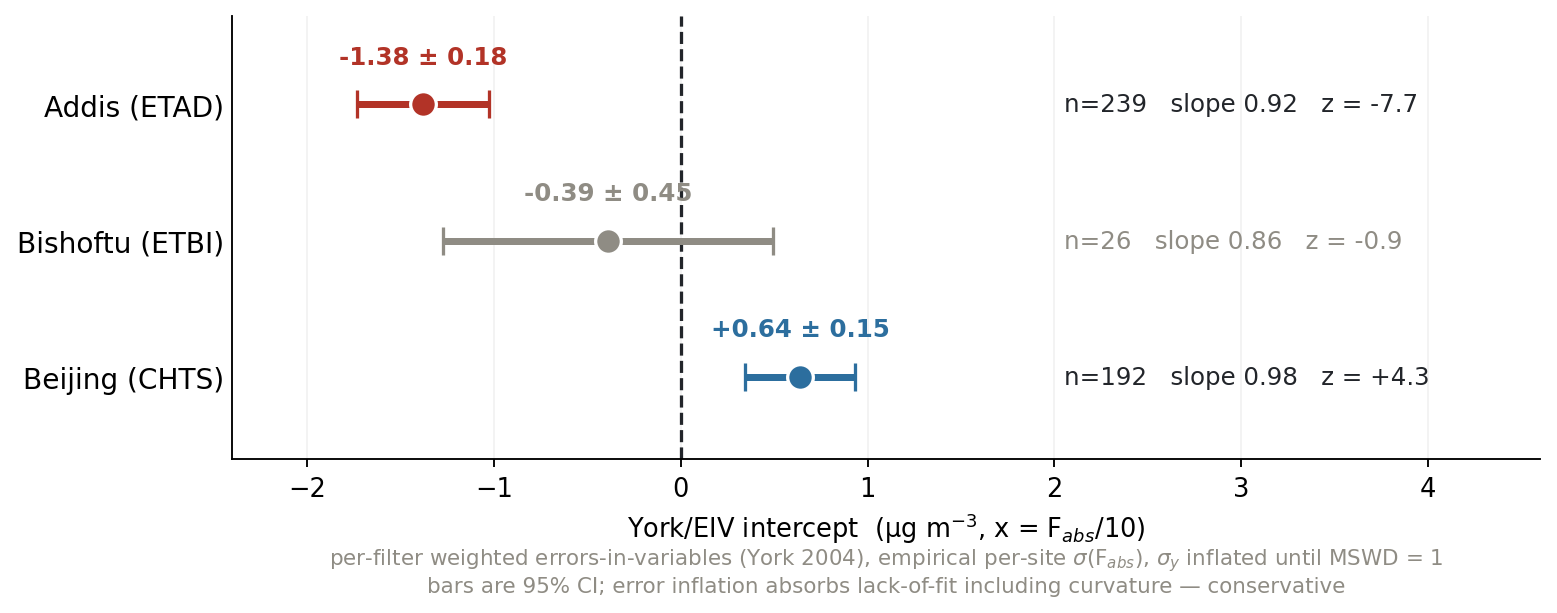 -1.38 ± 0.18
Addis (ETAD)
n=239 slope 0.92 z = -7.7
-0.39 ± 0.45
Bishoftu (ETBI)
n=26 slope 0.86 z = -0.9
+0.64 ± 0.15
Beijing (CHTS)
n=192 slope 0.98 z = +4.3
−2 −1 0 1 2 3 4
York/EIV intercept (µg m⁻³, x = F_abs/10)
per-filter weighted errors-in-variables (York 2004), empirical per-site σ(F_abs), σ_y inflated until MSWD = 1
bars are 95% CI; error inflation absorbs lack-of-fit including curvature — conservative